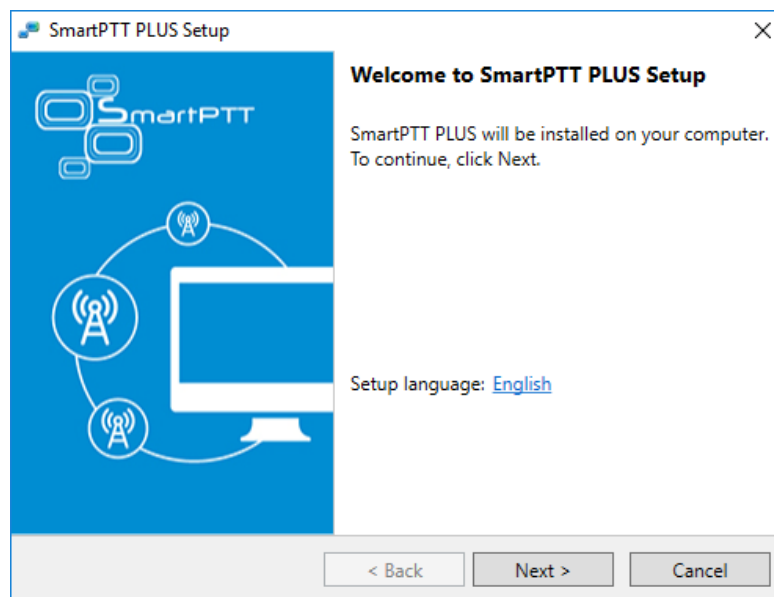 SmartPTT PLUS Setup
SmartPTT
Welcome to SmartPTT PLUS Setup
SmartPTT PLUS will be installed on your computer.
To continue, click Next.
Setup language: English
< Back
Next >
Cancel